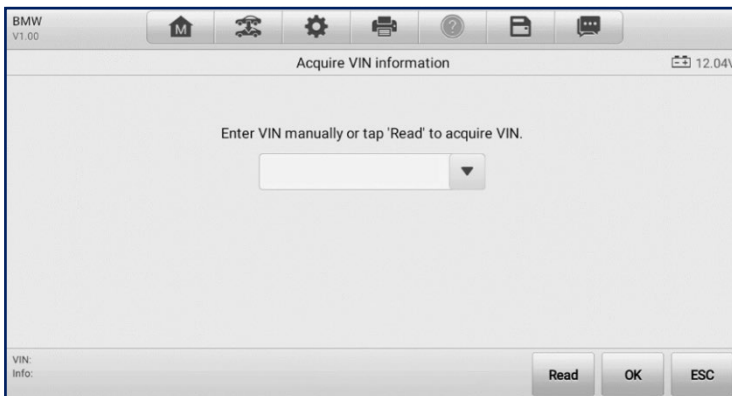 BMW
V1.00
M
?
Acquire VIN information
12.04V
Enter VIN manually or tap 'Read' to acquire VIN.
VIN:
Info:
Read
OK
ESC